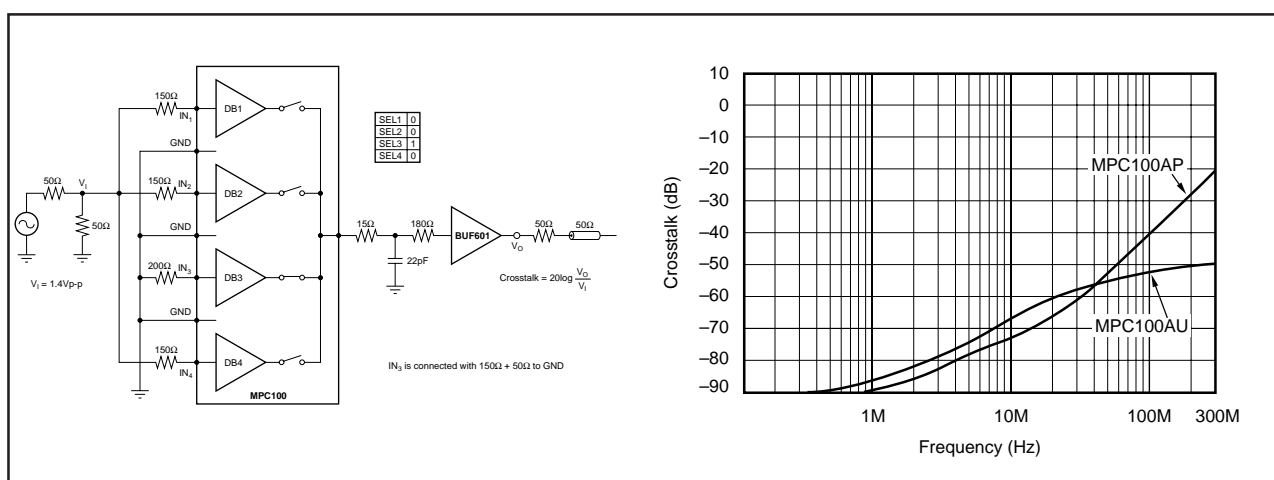 150Ω
IN1
DB1
GND
50Ω
VI
50Ω
VI = 1.4Vp-p
150Ω
IN2
DB2
GND
200Ω
IN3
DB3
GND
150Ω
IN4
DB4
MPC100
SEL1 0
SEL2 0
SEL3 1
SEL4 0
15Ω
22pF
180Ω
BUF601
VO
50Ω
50Ω
Crosstalk = 20log VO
VI
IN3 is connected with 150Ω + 50Ω to GND
Crosstalk (dB)
10
0
–10
–20
–30
–40
–50
–60
–70
–80
–90
MPC100AP
MPC100AU
1M
10M
100M
300M
Frequency (Hz)